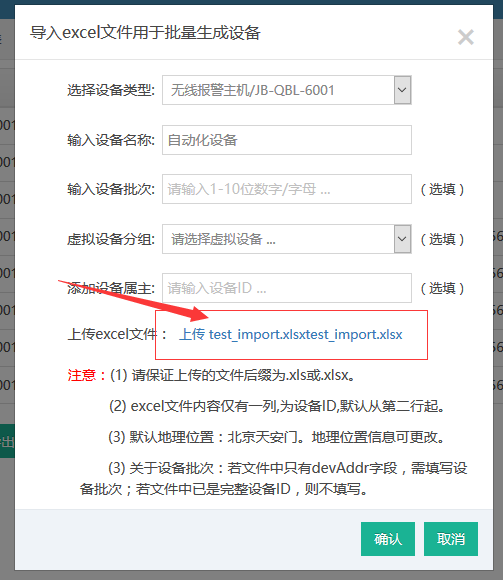 导入excel文件用于批量生成设备
选择设备类型: 无线报警主机/JB-QBL-6001
输入设备名称: 自动化设备
输入设备批次: 请输入1-10位数字/字母 ... （选填）
虚拟设备分组: 请选择虚拟设备 ... （选填）
添加设备属主: 请输入设备ID ... （选填）
上传excel文件： 上传 test_import.xlsxtest_import.xlsx
注意：(1) 请保证上传的文件后缀为.xls或.xlsx。
(2) excel文件内容仅有一列,为设备ID,默认从第二行起。
(3) 默认地理位置：北京天安门。地理位置信息可更改。
(3) 关于设备批次：若文件中只有devAddr字段，需填写设
备批次；若文件中已是完整设备ID，则不填写。
确认 取消